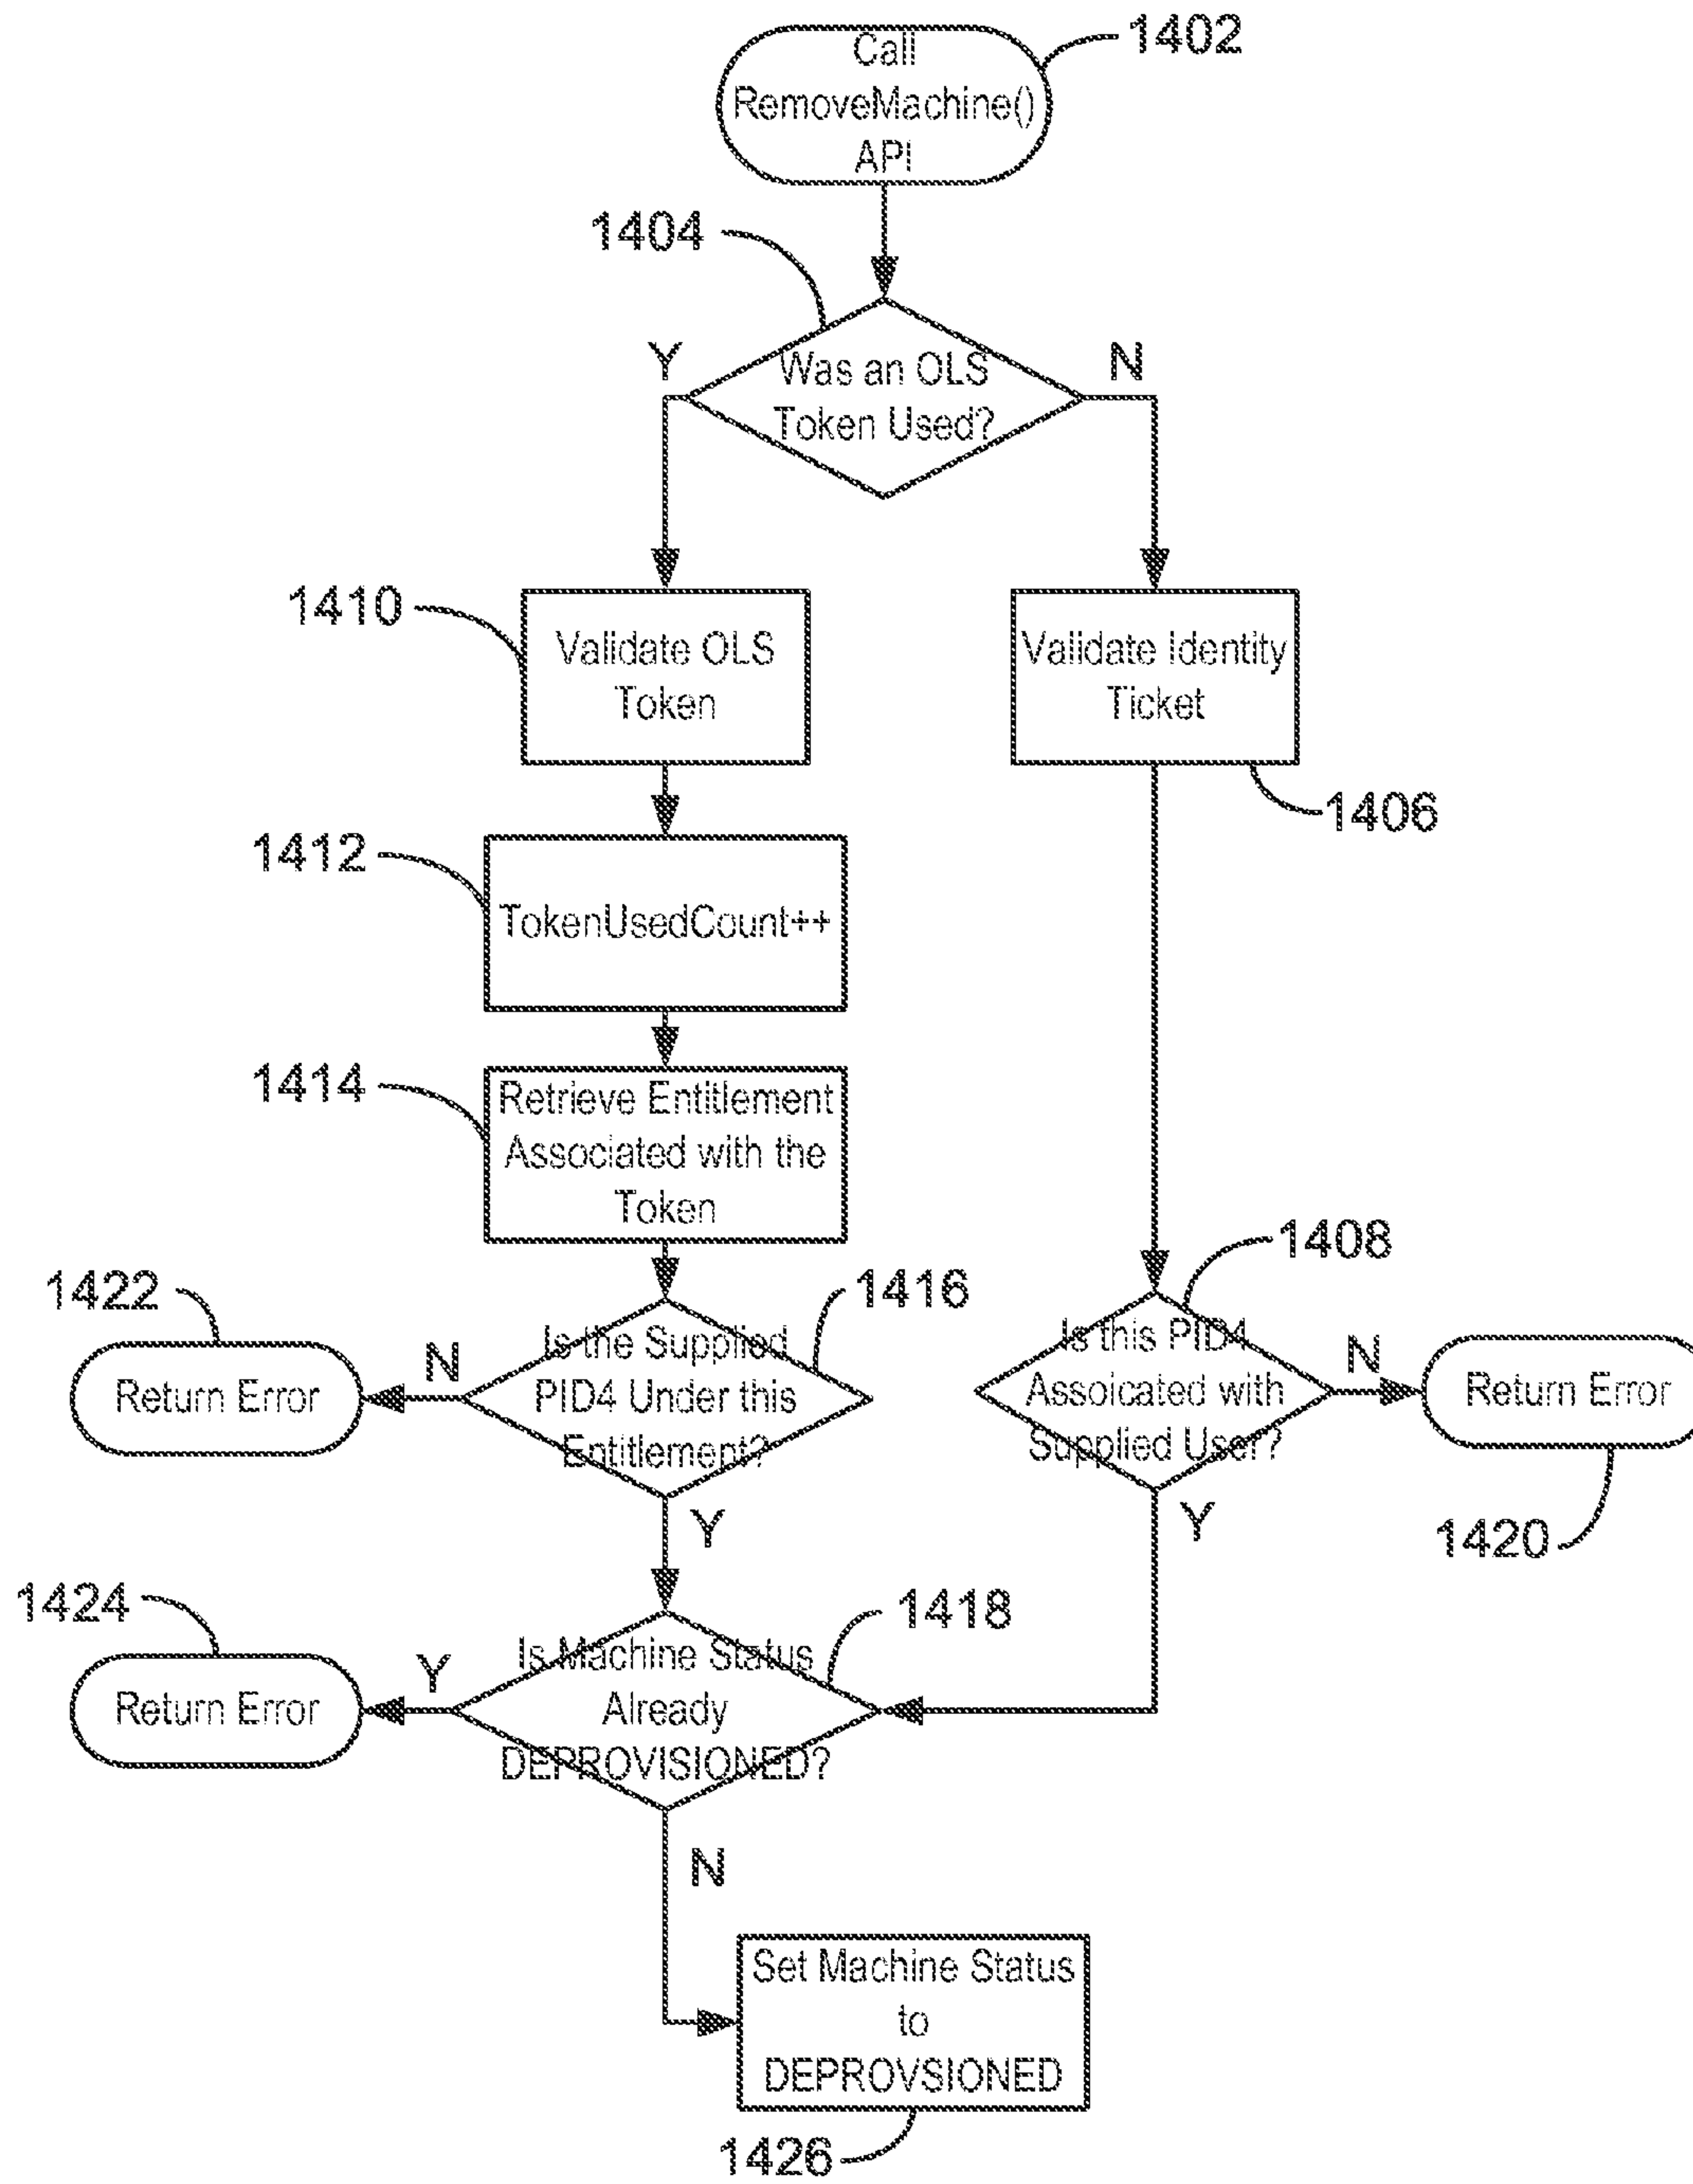 Call
RemoveMachine()
API
1402
1404
Y
Was an OLS
Token Used?
N
1410
Validate OLS
Token
Validate Identity
Ticket
1406
1412
TokenUsedCount++
1414
Retrieve Entitlement
Associated with the
Token
1422
Return Error
N
Is the Supplied
PID4 Under this
Entitlement?
1416
Y
1408
Is this PID4
Assoicated with
Supplied User?
N
Return Error
1420
Y
1424
Return Error
Y
Is Machine Status
Already
DEPROVISIONED?
1418
N
Set Machine Status
to
DEPROVSIONED
1426